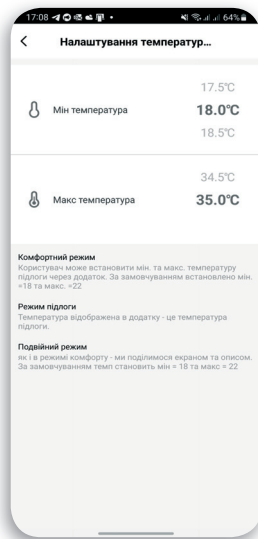 17:08 64%
Налаштування температур...
17.5°C
Мін температура 18.0°C
18.5°C
34.5°C
Макс температура 35.0°C
Комфортний режим
Користувач може встановити мін. та макс. температуру
підлоги через додаток. За замовчуванням встановлено мін.
=18 та макс. =22
Режим підлоги
Температура відображена в додатку - це температура
підлоги.
Подвійний режим
як і в режимі комфорту - ми поділимося екраном та описом.
За замовчуванням темп становить мін = 18 та макс = 22